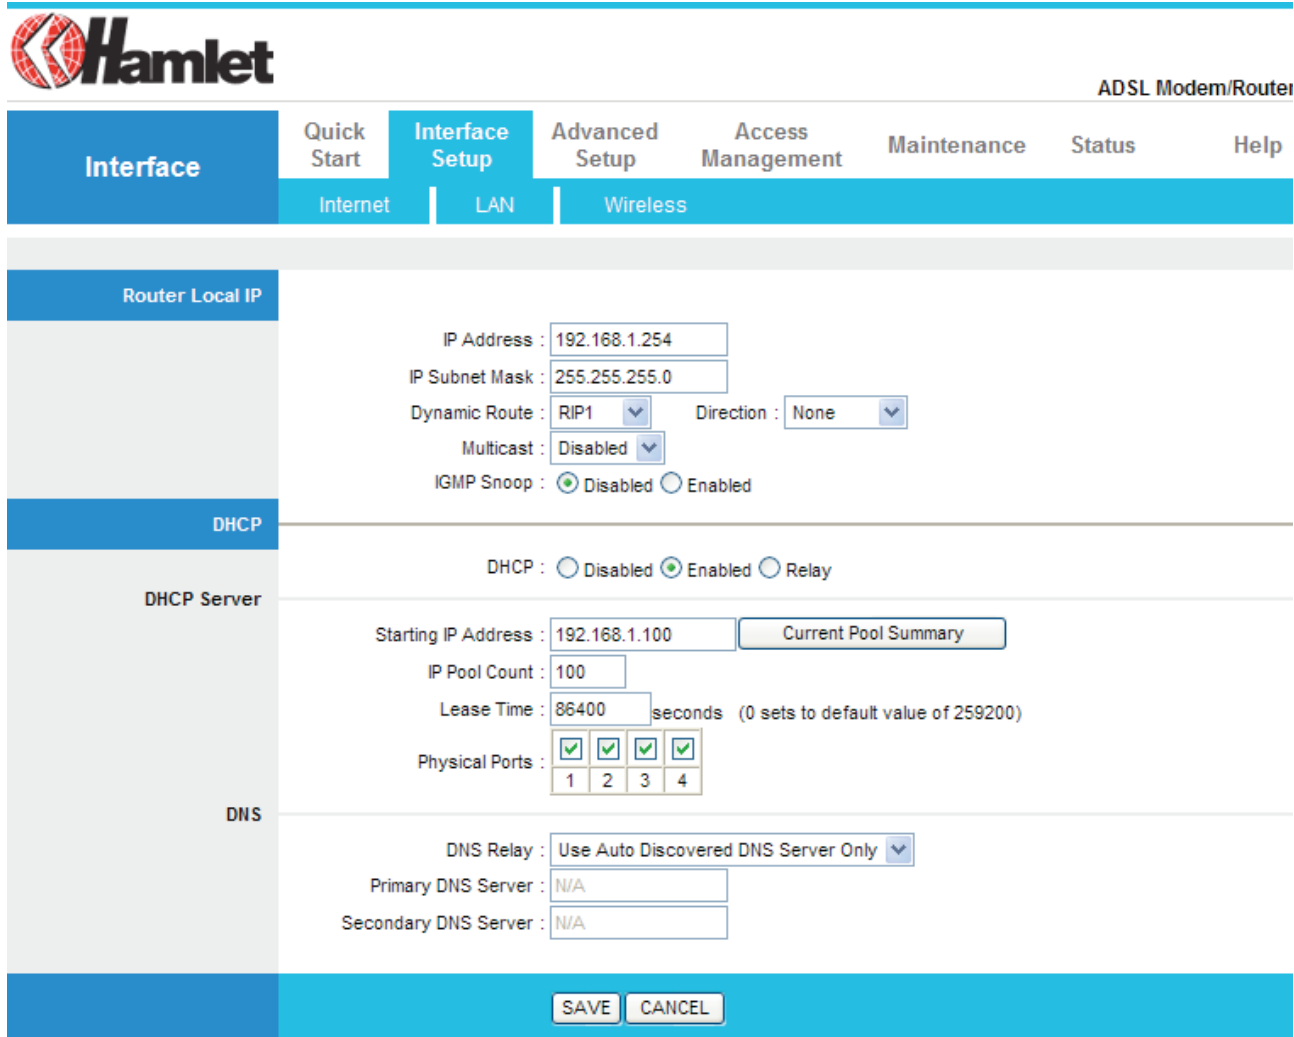 Hamlet
ADSL Modem/Router
Interface
Quick Start
Interface Setup
Advanced Setup
Access Management
Maintenance
Status
Help
Internet
LAN
Wireless
Router Local IP
IP Address : 192.168.1.254
IP Subnet Mask : 255.255.255.0
Dynamic Route : RIP1 Direction : None
Multicast : Disabled
IGMP Snoop : Disabled Enabled
DHCP
DHCP : Disabled Enabled Relay
DHCP Server
Starting IP Address : 192.168.1.100 Current Pool Summary
IP Pool Count : 100
Lease Time : 86400 seconds (0 sets to default value of 259200)
Physical Ports :
1 2 3 4
DNS
DNS Relay : Use Auto Discovered DNS Server Only
Primary DNS Server : N/A
Secondary DNS Server : N/A
SAVE CANCEL